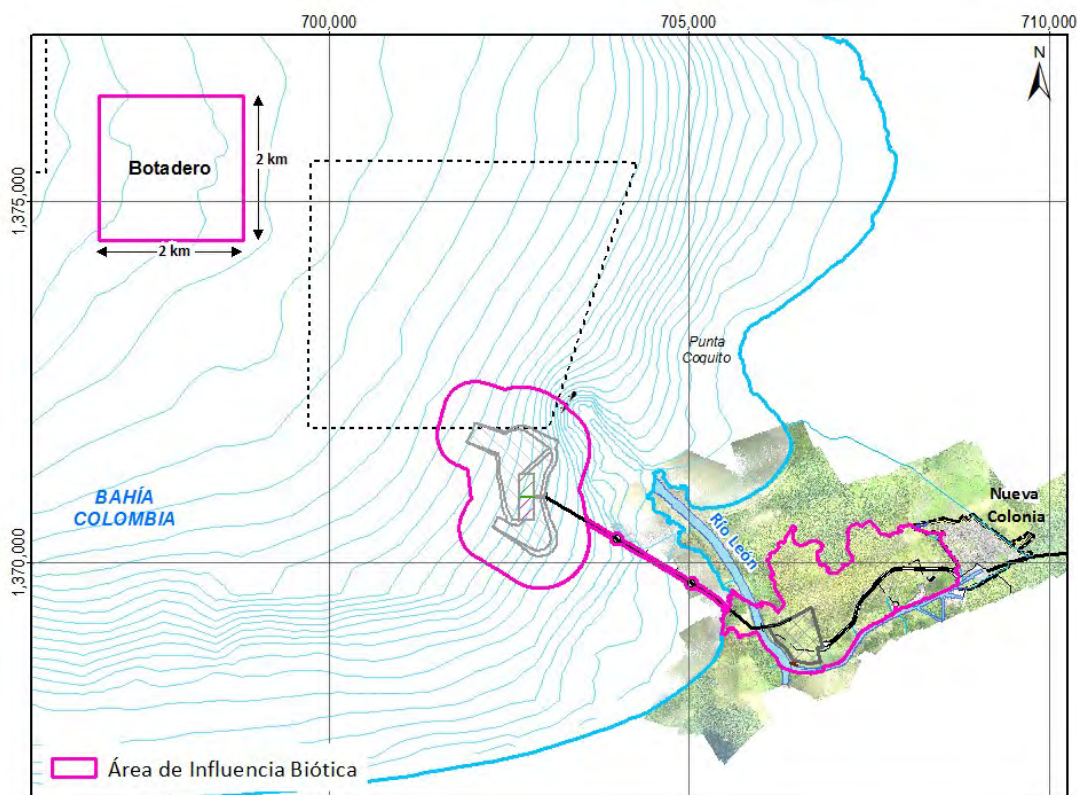 700,000
705,000
710,000
N
Botadero
2 km
2 km
1,375,000
Punta
Coquito
BAHÍA
COLOMBIA
Río León
Nueva
Colonia
1,370,000
Área de Influencia Biótica